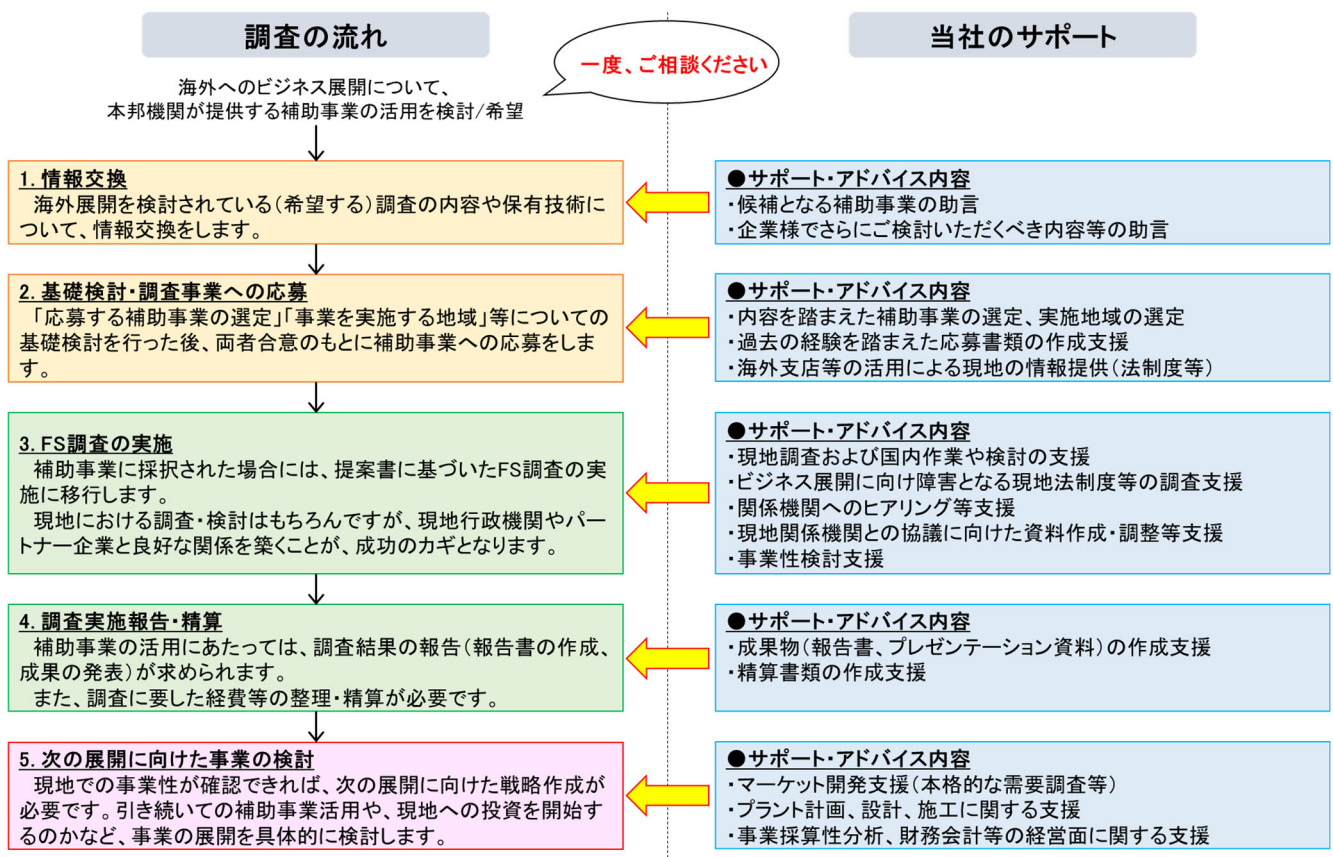 調査の流れ
当社のサポート
一度、ご相談ください
海外へのビジネス展開について、
本邦機関が提供する補助事業の活用を検討/希望
1. 情報交換
海外展開を検討されている(希望する)調査の内容や保有技術に
ついて、情報交換をします。
●サポート・アドバイス内容
・候補となる補助事業の助言
・企業様でさらにご検討いただくべき内容等の助言
2. 基礎検討・調査事業への応募
「応募する補助事業の選定」「事業を実施する地域」等についての
基礎検討を行った後、両者合意のもとに補助事業への応募をしま
す。
●サポート・アドバイス内容
・内容を踏まえた補助事業の選定、実施地域の選定
・過去の経験を踏まえた応募書類の作成支援
・海外支店等の活用による現地の情報提供(法制度等)
3. FS調査の実施
補助事業に採択された場合には、提案書に基づいたFS調査の実
施に移行します。
現地における調査・検討はもちろんですが、現地行政機関やパー
トナー企業と良好な関係を築くことが、成功のカギとなります。
●サポート・アドバイス内容
・現地調査および国内作業や検討の支援
・ビジネス展開に向け障害となる現地法制度等の調査支援
・関係機関へのヒアリング等支援
・現地関係機関との協議に向けた資料作成・調整等支援
・事業性検討支援
4. 調査実施報告・精算
補助事業の活用にあたっては、調査結果の報告(報告書の作成、
成果の発表)が求められます。
また、調査に要した経費等の整理・精算が必要です。
●サポート・アドバイス内容
・成果物(報告書、プレゼンテーション資料)の作成支援
・精算書類の作成支援
5. 次の展開に向けた事業の検討
現地での事業性が確認できれば、次の展開に向けた戦略作成が
必要です。引き続いての補助事業活用や、現地への投資を開始す
るのかなど、事業の展開を具体的に検討します。
●サポート・アドバイス内容
・マーケット開発支援(本格的な需要調査等)
・プラント計画、設計、施工に関する支援
・事業採算性分析、財務会計等の経営面に関する支援